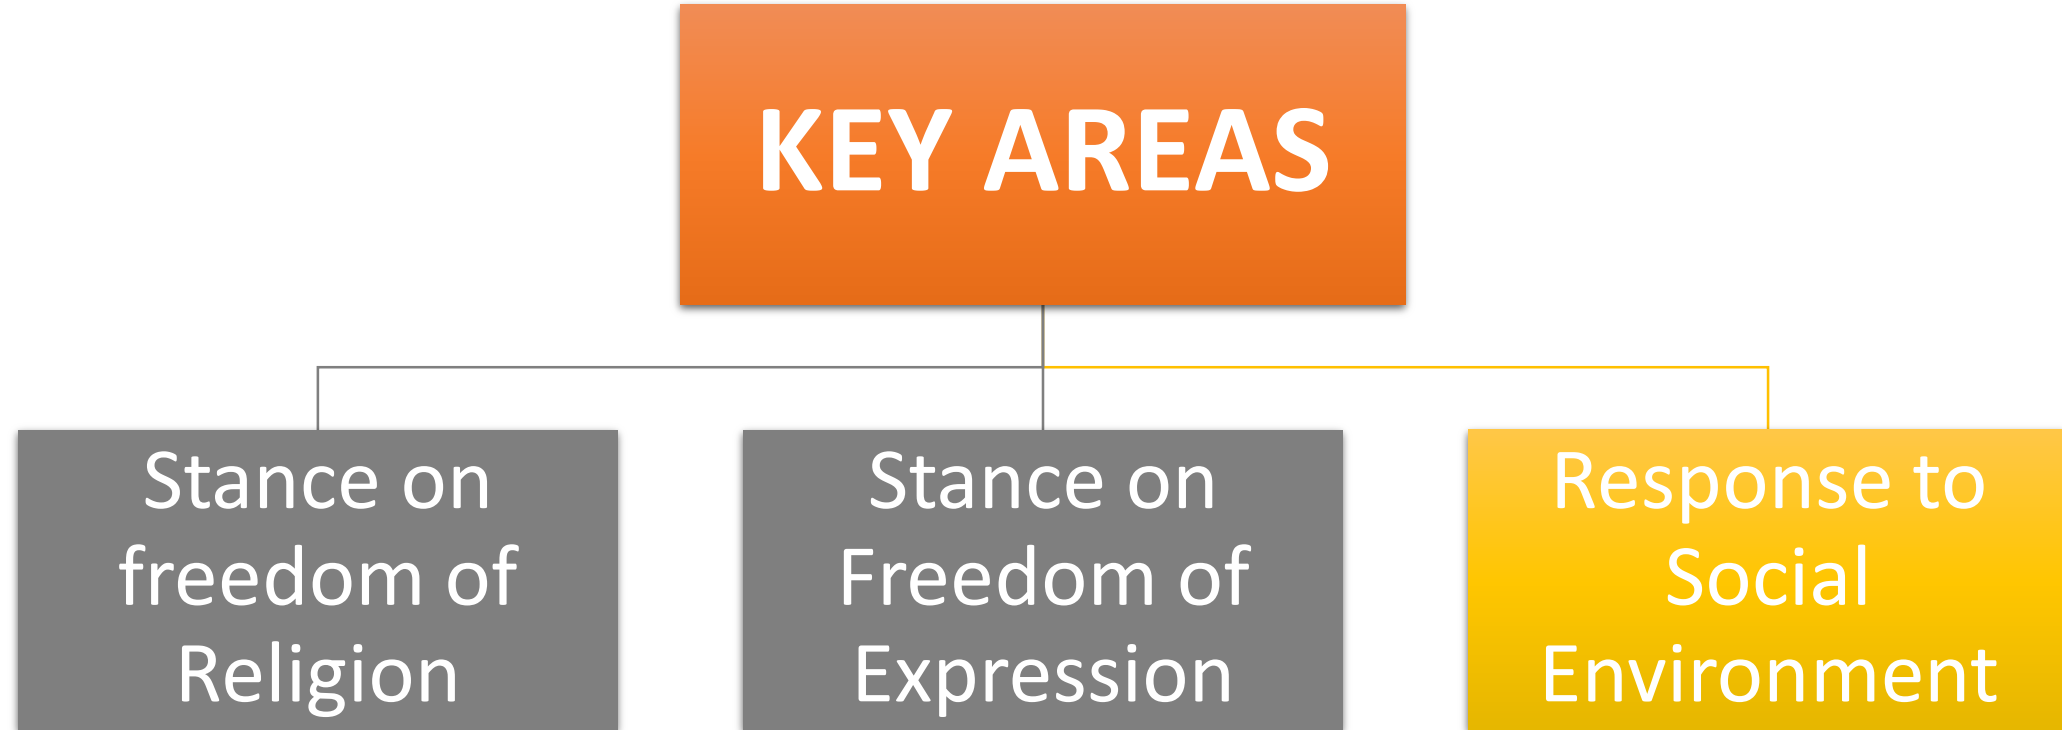 KEY AREAS
Stance on
freedom of
Religion
Stance on
Freedom of
Expression
Response to
Social
Environment